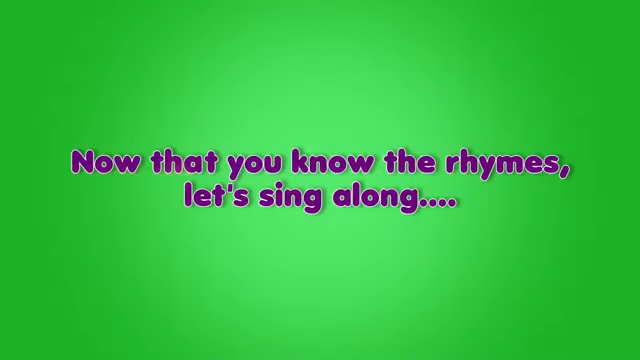 Now that you know the rhymes,
let's sing along....